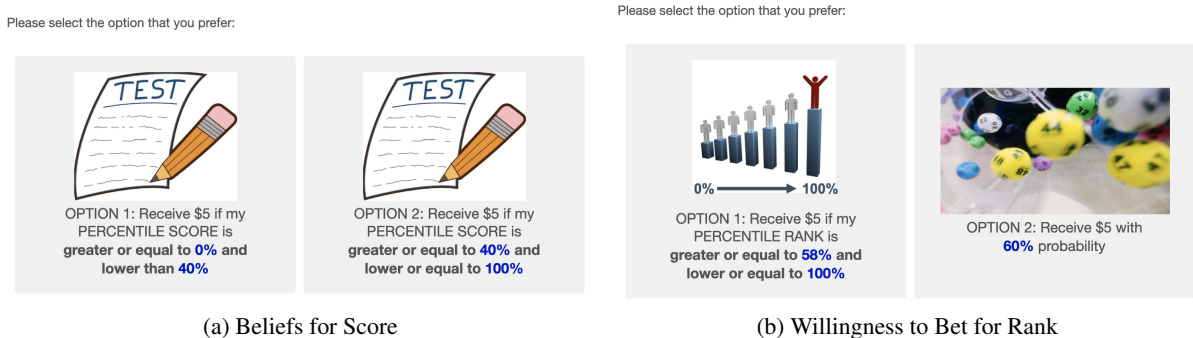 Please select the option that you prefer:
TEST
OPTION 1: Receive $5 if my
PERCENTILE SCORE is
greater or equal to 0% and
lower than 40%
TEST
OPTION 2: Receive $5 if my
PERCENTILE SCORE is
greater or equal to 40% and
lower or equal to 100%
(a) Beliefs for Score
Please select the option that you prefer:
0% 100%
OPTION 1: Receive $5 if my
PERCENTILE RANK is
greater or equal to 58% and
lower or equal to 100%
44
OPTION 2: Receive $5 with
60% probability
(b) Willingness to Bet for Rank